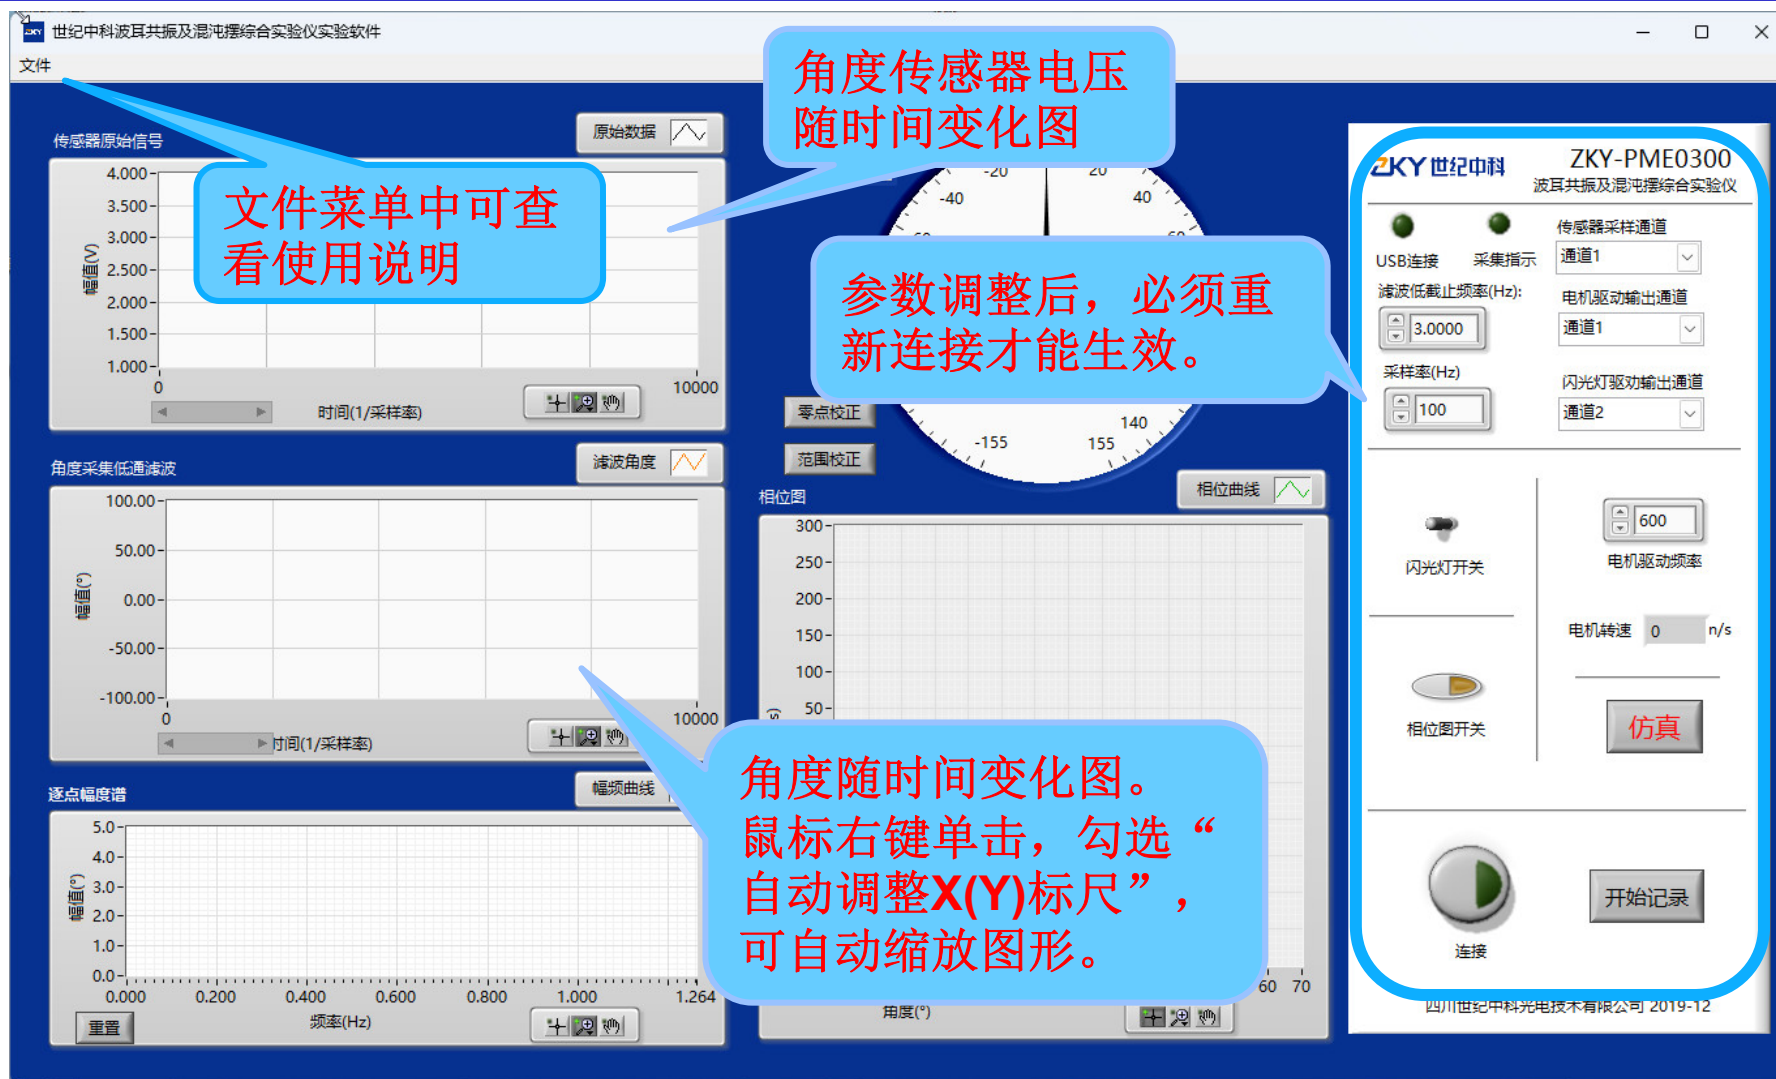 世纪中科波耳共振及混沌摆综合实验仪实验软件
文件
角度传感器电压
随时间变化图
传感器原始信号
原始数据
文件菜单中可查
看使用说明
4.000
3.500
3.000
2.500
2.000
1.500
1.000
幅值(V)
0
10000
时间(1/采样率)
-20
20
-40
40
参数调整后，必须重
新连接才能生效。
零点校正
范围校正
140
-155
155
角度采集低通滤波
滤波角度
100.00
50.00
0.00
-50.00
-100.00
幅值(°)
0
10000
时间(1/采样率)
相位图
相位曲线
300
250
200
150
100
50
角度随时间变化图。
鼠标右键单击，勾选“
自动调整X(Y)标尺”，
可自动缩放图形。
60 70
角度(°)
逐点幅度谱
幅频曲线
5.0
4.0
3.0
2.0
1.0
0.0
幅值(°)
0.000
0.200
0.400
0.600
0.800
1.000
1.264
频率(Hz)
重置
ZKY 世纪中科
ZKY-PME0300
波耳共振及混沌摆综合实验仪
USB连接
采集指示
传感器采样通道
通道1
滤波低截止频率(Hz):
3.0000
电机驱动输出通道
通道1
采样率(Hz)
100
闪光灯驱动输出通道
通道2
闪光灯开关
600
电机驱动频率
电机转速 0 n/s
相位图开关
仿真
连接
开始记录
四川世纪中科光电技术有限公司 2019-12